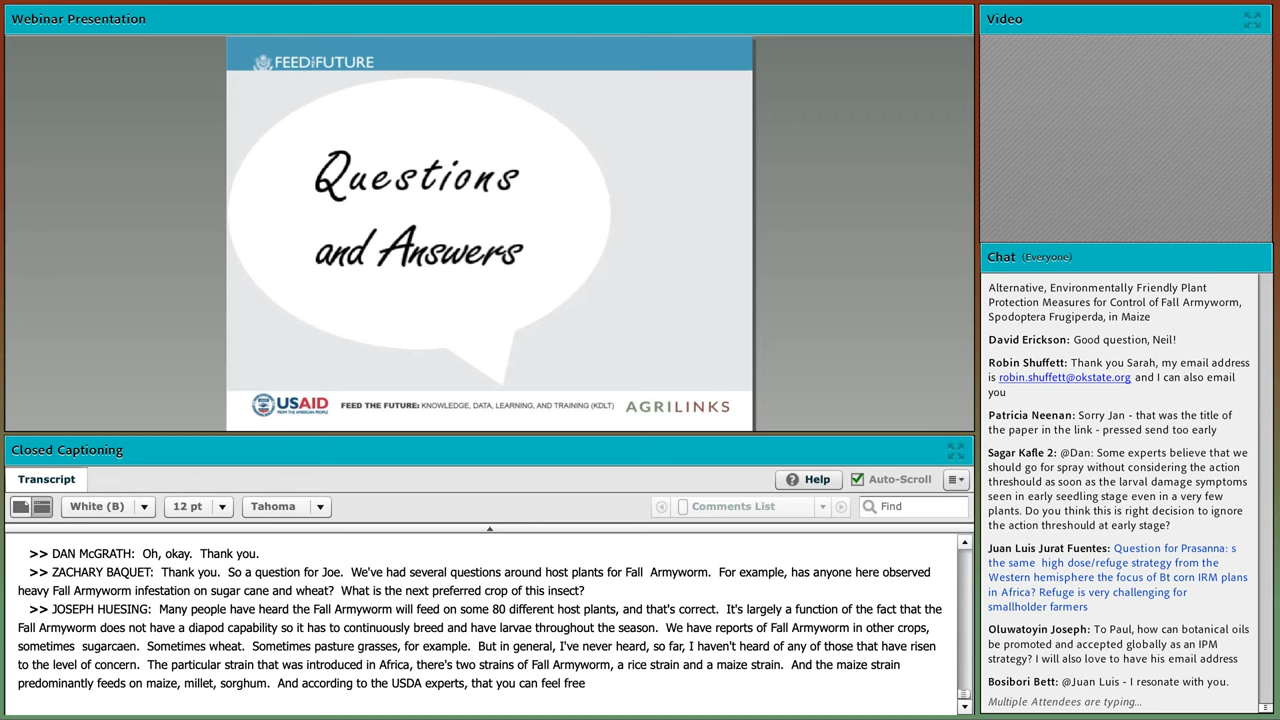 Webinar Presentation
FEED THE FUTURE
Questions
and Answers
USAID
FROM THE AMERICAN PEOPLE
FEED THE FUTURE: KNOWLEDGE, DATA, LEARNING, AND TRAINING (KDLT)
AGRILINKS
Closed Captioning
Transcript
Help
Auto-Scroll
White (B)
12 pt
Tahoma
Comments List
Find
>> DAN McGRATH: Oh, okay. Thank you.
>> ZACHARY BAQUET: Thank you. So a question for Joe. We've had several questions around host plants for Fall Armyworm. For example, has anyone here observed
heavy Fall Armyworm infestation on sugar cane and wheat? What is the next preferred crop of this insect?
>> JOSEPH HUESING: Many people have heard the Fall Armyworm will feed on some 80 different host plants, and that's correct. It's largely a function of the fact that the
Fall Armyworm does not have a diapod capability so it has to continuously breed and have larvae throughout the season. We have reports of Fall Armyworm in other crops,
sometimes sugarcaen. Sometimes wheat. Sometimes pasture grasses, for example. But in general, I've never heard, so far, I haven't heard of any of those that have risen
to the level of concern. The particular strain that was introduced in Africa, there's two strains of Fall Armyworm, a rice strain and a maize strain. And the maize strain
predominantly feeds on maize, millet, sorghum. And according to the USDA experts, that you can feel free
Video
Chat (Everyone)
Alternative, Environmentally Friendly Plant
Protection Measures for Control of Fall Armyworm,
Spodoptera Frugiperda, in Maize
David Erickson: Good question, Neil!
Robin Shuffett: Thank you Sarah, my email address
is robin.shuffett@okstate.org and I can also email
you
Patricia Neenan: Sorry Jan - that was the title of
the paper in the link - pressed send too early
Sagar Kafle 2: @Dan: Some experts believe that we
should go for spray without considering the action
threshould as soon as the larval damage symptoms
seen in early seedling stage even in a very few
plants. Do you think this is right decision to ignore
the action threshould at early stage?
Juan Luis Jurat Fuentes: Question for Prasanna: s
the same high dose/refuge strategy from the
Western hemisphere the focus of Bt corn IRM plans
in Africa? Refuge is very challenging for
smallholder farmers
Oluwatoyin Joseph: To Paul, how can botanical oils
be promoted and accepted globally as an IPM
strategy? I will also love to have his email address
Bosibori Bett: @Juan Luis - I resonate with you.
Multiple Attendees are typing...